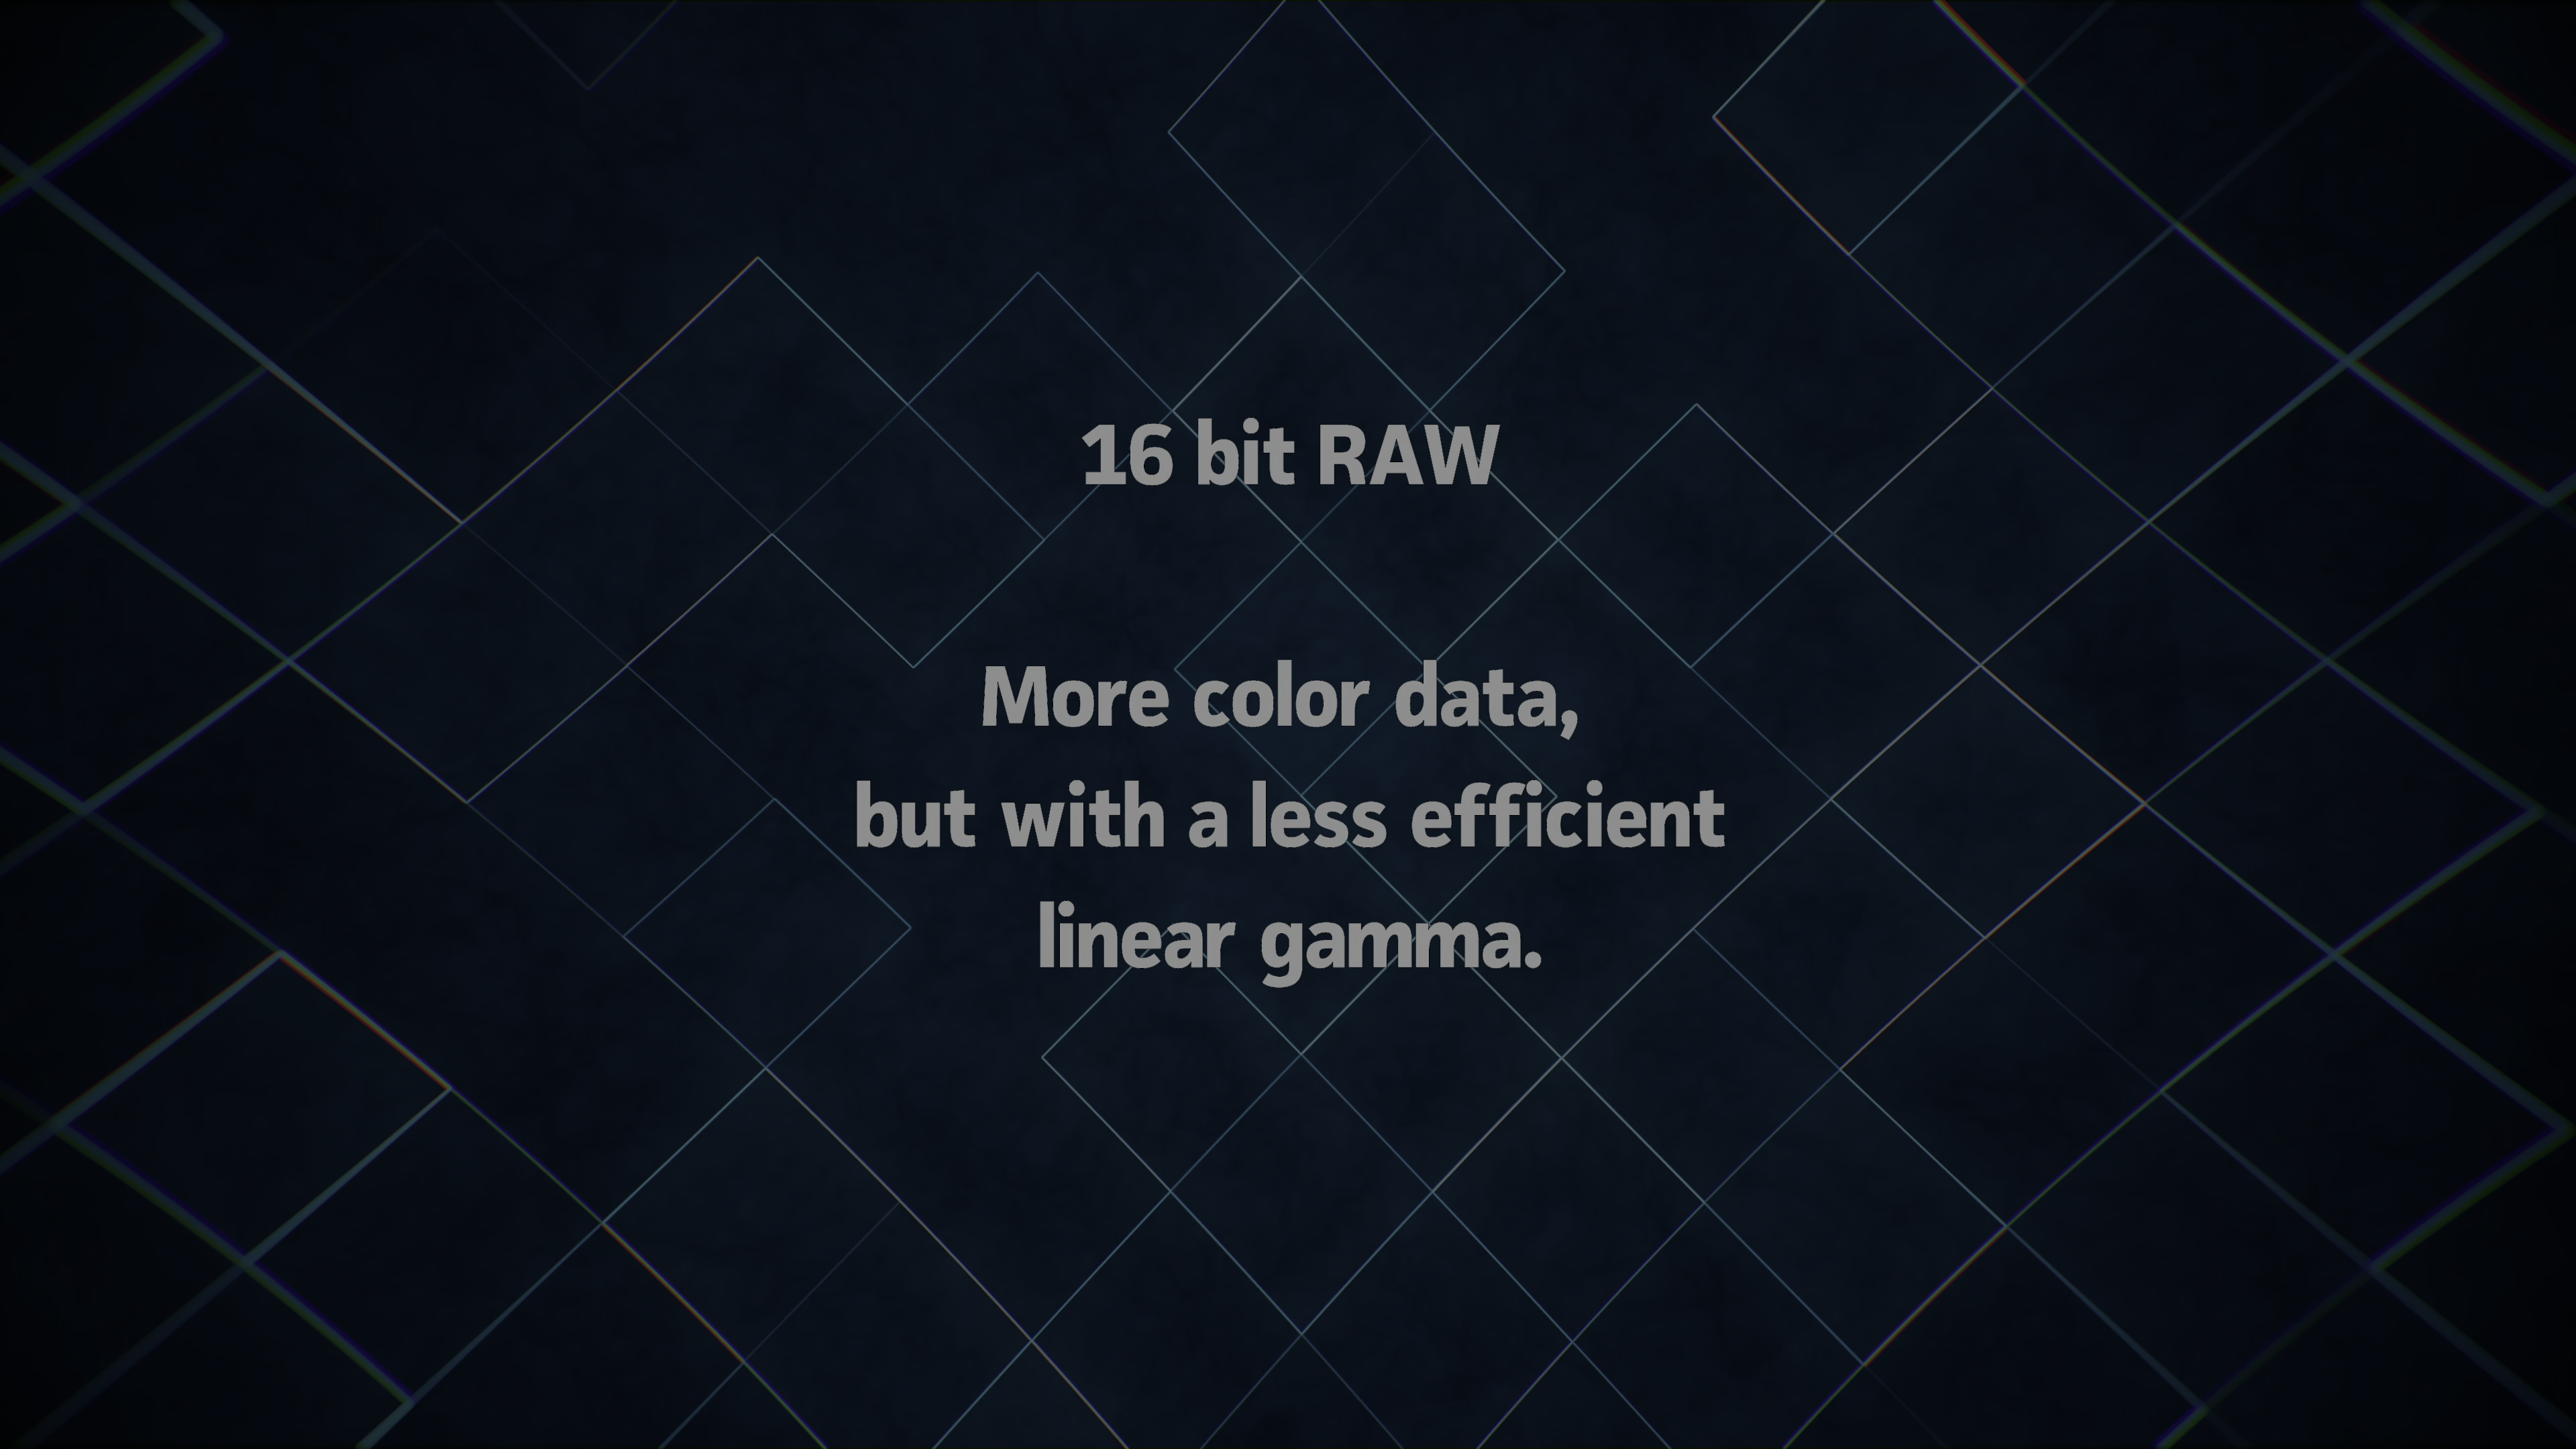 16 bit RAW
More color data,
but with a less efficient
linear gamma.